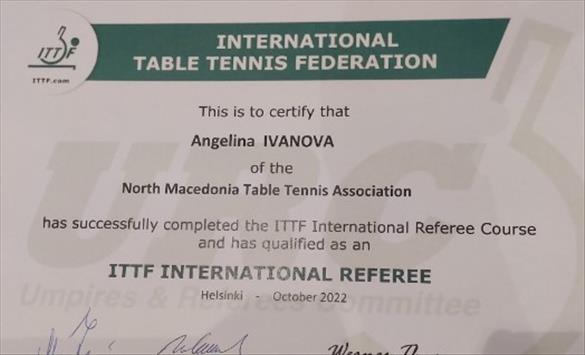 ITTF
ITTF.com
INTERNATIONAL
TABLE TENNIS FEDERATION
This is to certify that
Angelina IVANOVA
of the
North Macedonia Table Tennis Association
has successfully completed the ITTF International Referee Course
and has qualified as an
ITTF INTERNATIONAL REFEREE
Helsinki - October 2022
URC
Umpires & Referees Committee